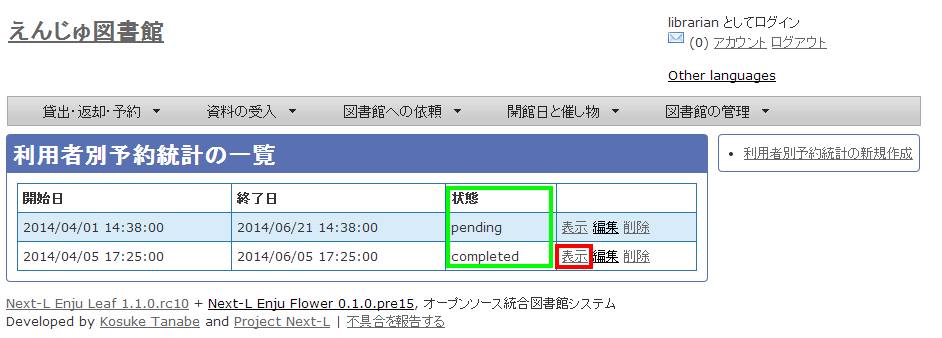 えんじゅ図書館
librarian としてログイン
(0) アカウント ログアウト
Other languages
貸出・返却・予約 ▼ 資料の受入 ▼ 図書館への依頼 ▼ 開館日と催し物 ▼ 図書館の管理 ▼
利用者別予約統計の一覧
• 利用者別予約統計の新規作成
開始日 終了日 状態
2014/04/01 14:38:00 2014/06/21 14:38:00 pending 表示 編集 削除
2014/04/05 17:25:00 2014/06/05 17:25:00 completed 表示 編集 削除
Next-L Enju Leaf 1.1.0.rc10 + Next-L Enju Flower 0.1.0.pre15, オープンソース統合図書館システム
Developed by Kosuke Tanabe and Project Next-L | 不具合を報告する